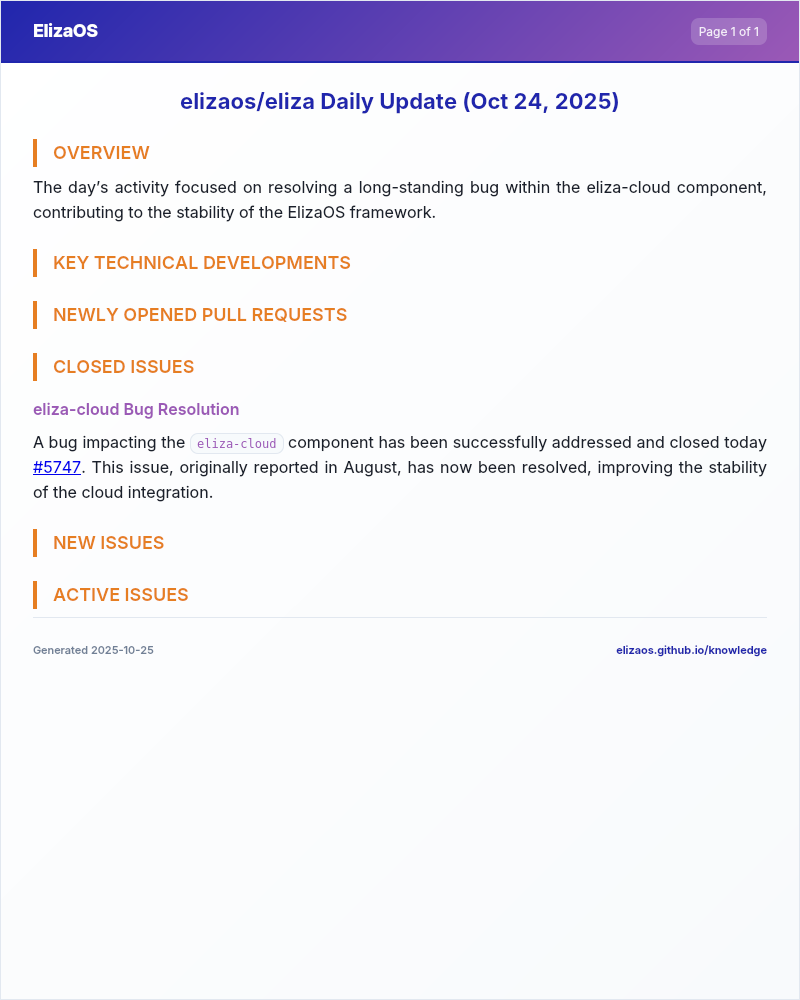 ElizaOS
Page 1 of 1
elizaos/eliza Daily Update (Oct 24, 2025)
OVERVIEW
The day’s activity focused on resolving a long-standing bug within the eliza-cloud component,
contributing to the stability of the ElizaOS framework.
KEY TECHNICAL DEVELOPMENTS
NEWLY OPENED PULL REQUESTS
CLOSED ISSUES
eliza-cloud Bug Resolution
A bug impacting the eliza-cloud component has been successfully addressed and closed today
#5747. This issue, originally reported in August, has now been resolved, improving the stability
of the cloud integration.
NEW ISSUES
ACTIVE ISSUES
Generated 2025-10-25
elizaos.github.io/knowledge